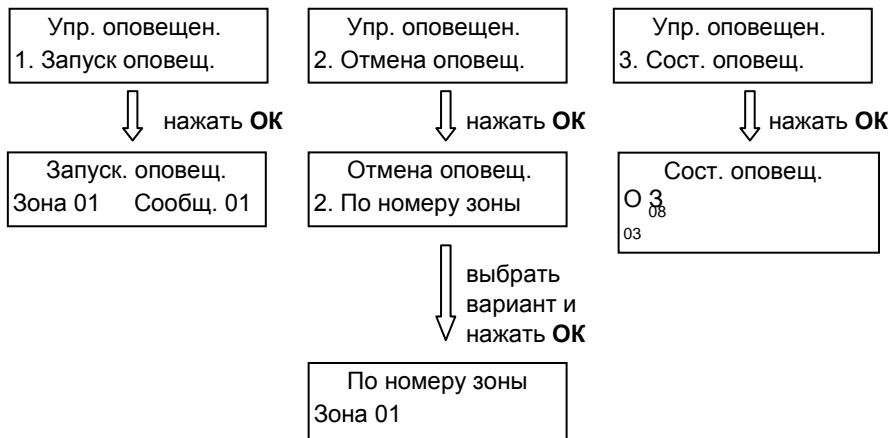 Упр. оповещен.
1. Запуск оповещ.
нажать ОК
Запуск. оповещ.
Зона 01 Сообщ. 01
Упр. оповещен.
2. Отмена оповещ.
нажать ОК
Отмена оповещ.
2. По номеру зоны
выбрать
вариант и
нажать ОК
По номеру зоны
Зона 01
Упр. оповещен.
3. Сост. оповещ.
нажать ОК
Сост. оповещ.
О З
08
03